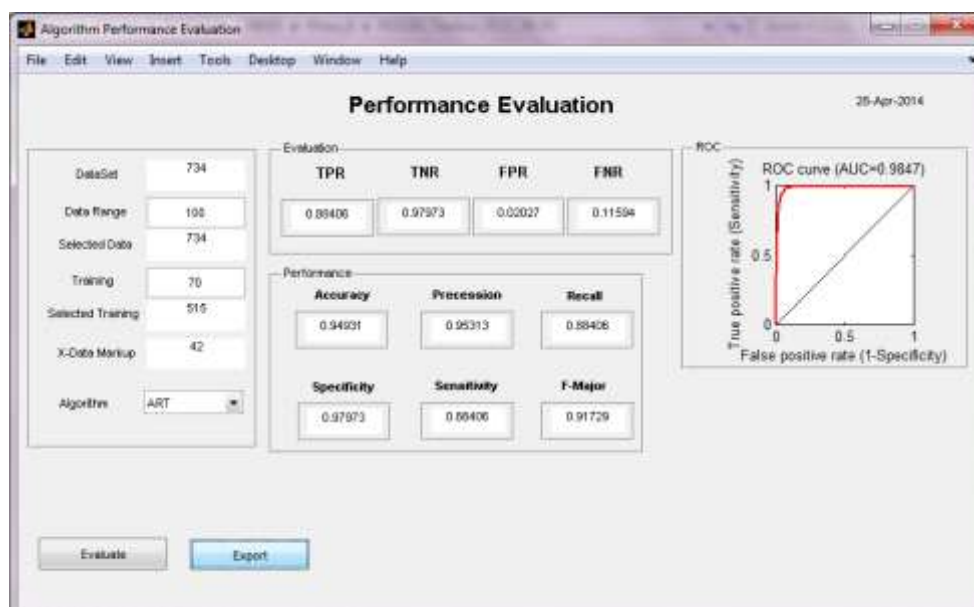 Algorithm Performance Evaluation
File Edit View Insert Tools Desktop Window Help
Performance Evaluation
DataSet 734
Data Range 100
Selected Data 734
Training 70
Selected Training 515
X-Data Markup 42
Algorithm ART
Evaluation
TPR TNR FPR FNR
0.88406 0.97973 0.02027 0.11594
Performance
Accuracy Precession Recall
0.94931 0.95313 0.88406
Specificity Sensitivity F-Major
0.97973 0.88406 0.91729
ROC
ROC curve (AUC=0.9847)
True positive rate (Sensitivity)
1
0.5
0
0 0.5 1
False positive rate (1-Specificity)
Evaluate Export